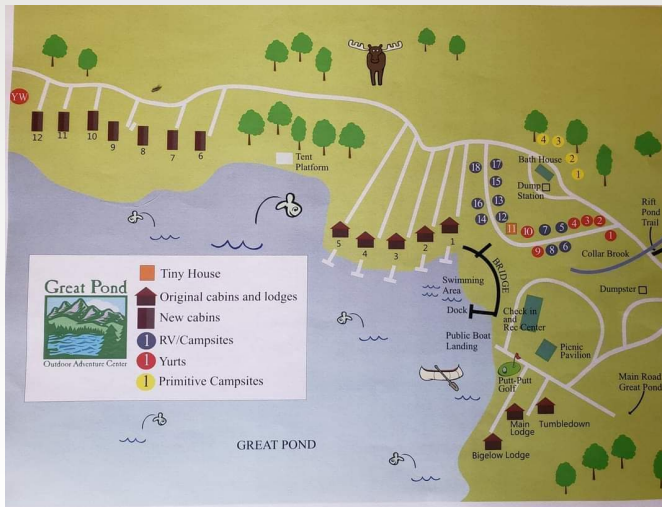 YW
12
11
10
9
8
7
6
Tent
Platform
4
3
Bath House
2
1
18
17
15
Dump
Station
16
13
14
12
11
10
7
5
4
3
2
1
9
8
6
Rift
Pond
Trail
Collar Brook
5
4
3
2
1
BRIDGE
Swimming
Area
Dock
Dumpster
Check in
and
Rec Center
Public Boat
Landing
Picnic
Pavilion
Putt-Putt
Golf
Main Road
Great Pond
Main
Lodge
Tumbledown
Bigelow Lodge
Great Pond
Outdoor Adventure Center
Tiny House
Original cabins and lodges
New cabins
1 RV/Campsites
1 Yurts
1 Primitive Campsites
GREAT POND